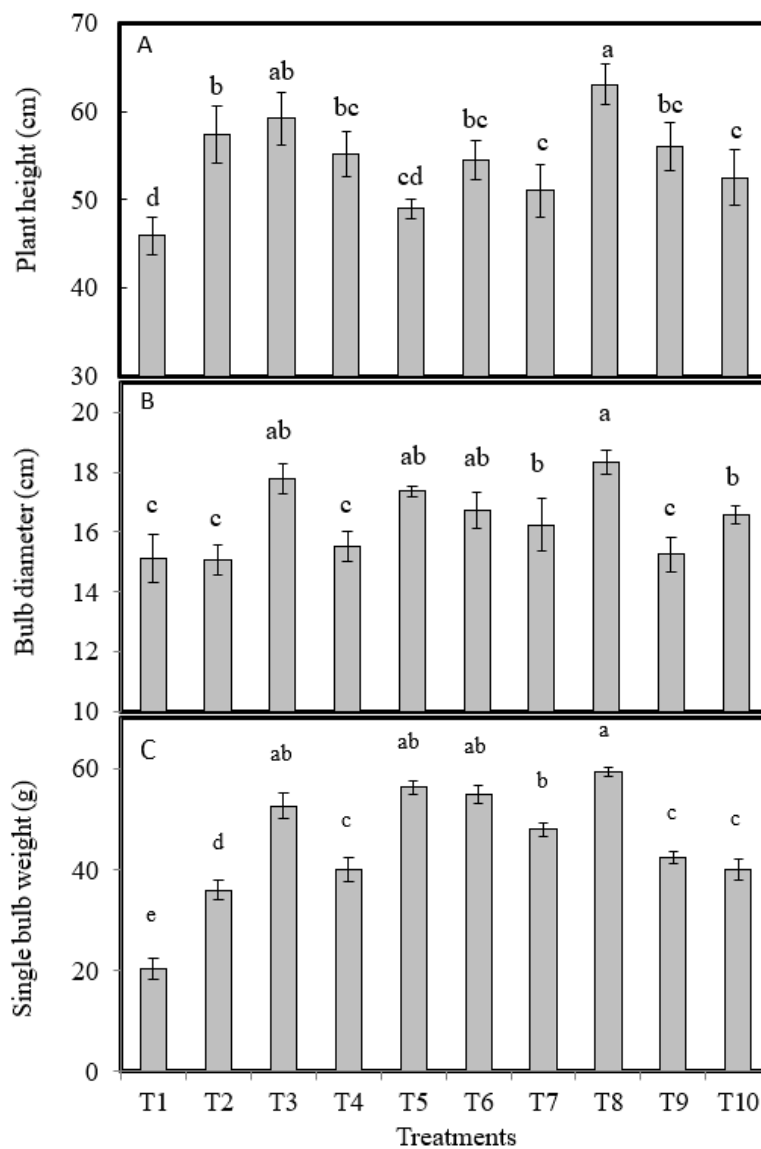 A
Plant height (cm)
70
60
50
40
30
d
b
ab
bc
cd
bc
c
a
bc
c
B
Bulb diameter (cm)
20
18
16
14
12
10
c
c
ab
c
ab
ab
b
a
c
b
C
Single bulb weight (g)
60
40
20
0
e
d
ab
c
ab
ab
b
a
c
c
T1 T2 T3 T4 T5 T6 T7 T8 T9 T10
Treatments